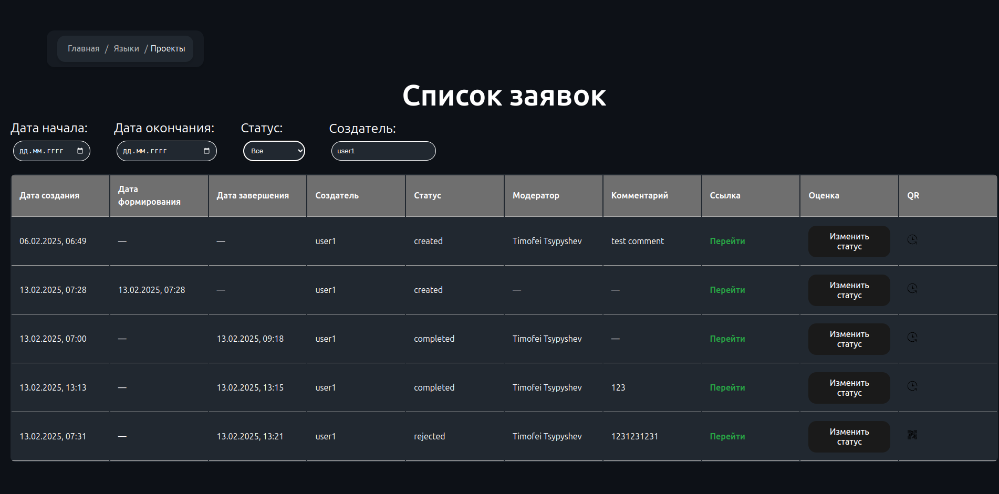 Главная / Языки / Проекты
Список заявок
Дата начала: Дата окончания: Статус: Создатель:
дд.мм.гггг дд.мм.гггг Все user1
Дата создания Дата формирования Дата завершения Создатель Статус Модератор Комментарий Ссылка Оценка QR
06.02.2025, 06:49 — — user1 created Timofei Tsypyshev test comment Перейти Изменить статус
13.02.2025, 07:28 13.02.2025, 07:28 — user1 created — — Перейти Изменить статус
13.02.2025, 07:00 — 13.02.2025, 09:18 user1 completed Timofei Tsypyshev — Перейти Изменить статус
13.02.2025, 13:13 — 13.02.2025, 13:15 user1 completed Timofei Tsypyshev 123 Перейти Изменить статус
13.02.2025, 07:31 — 13.02.2025, 13:21 user1 rejected Timofei Tsypyshev 1231231231 Перейти Изменить статус